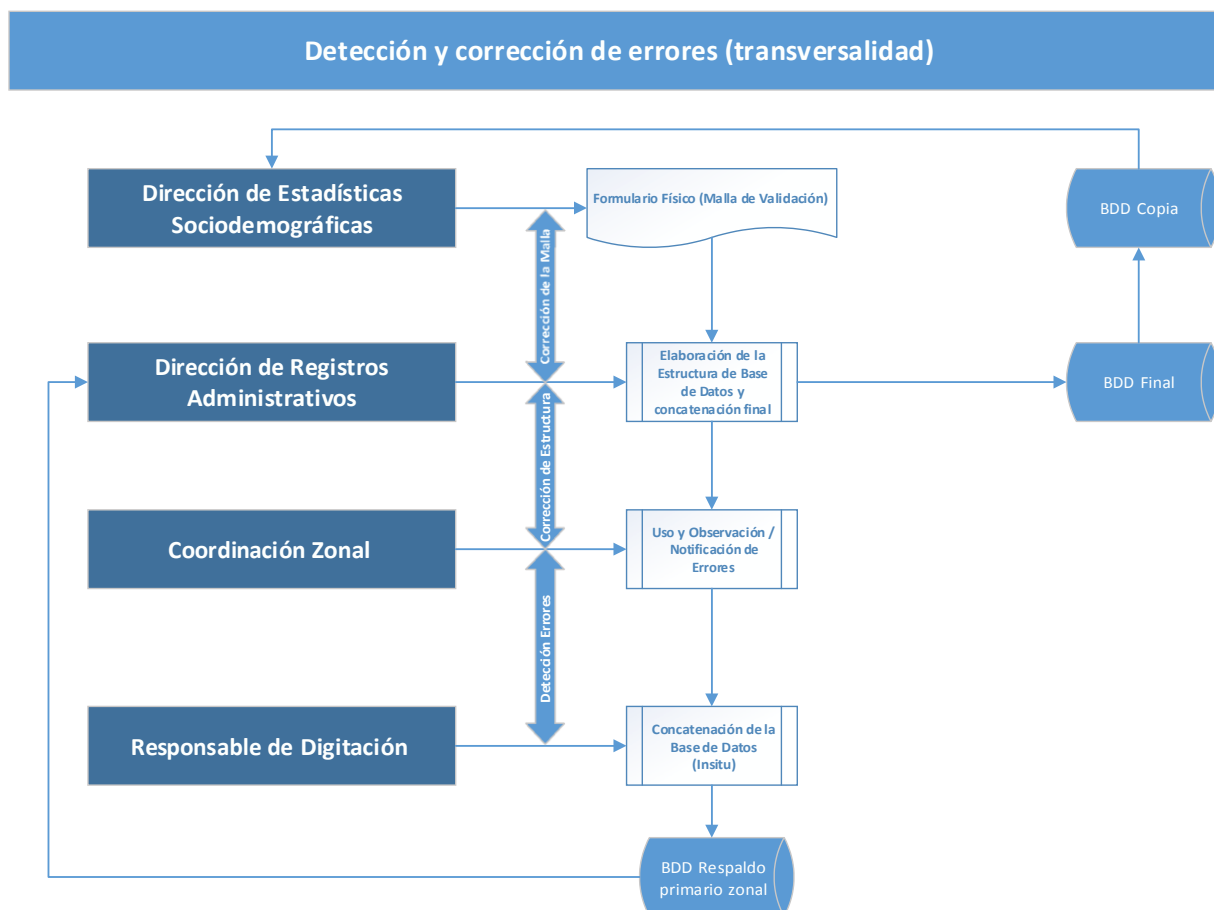 Detección y corrección de errores (transversalidad)
Dirección de Estadísticas
Sociodemográficas
Formulario Físico (Malla de Validación)
BDD Copia
Corrección de la Malla
Dirección de Registros
Administrativos
Elaboración de la
Estructura de Base
de Datos y
concatenación final
BDD Final
Corrección de Estructura
Coordinación Zonal
Uso y Observación /
Notificación de
Errores
Detección Errores
Responsable de Digitación
Concatenación de la
Base de Datos
(Insitu)
BDD Respaldo
primario zonal